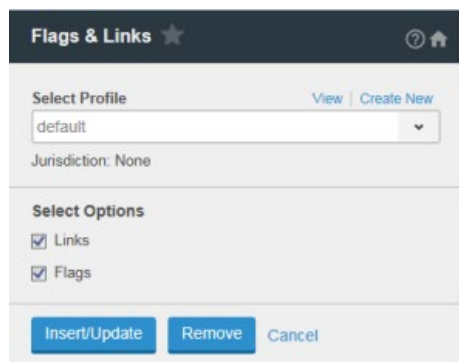 Flags & Links
Select Profile View | Create New
default
Jurisdiction: None
Select Options
Links
Flags
Insert/Update Remove Cancel